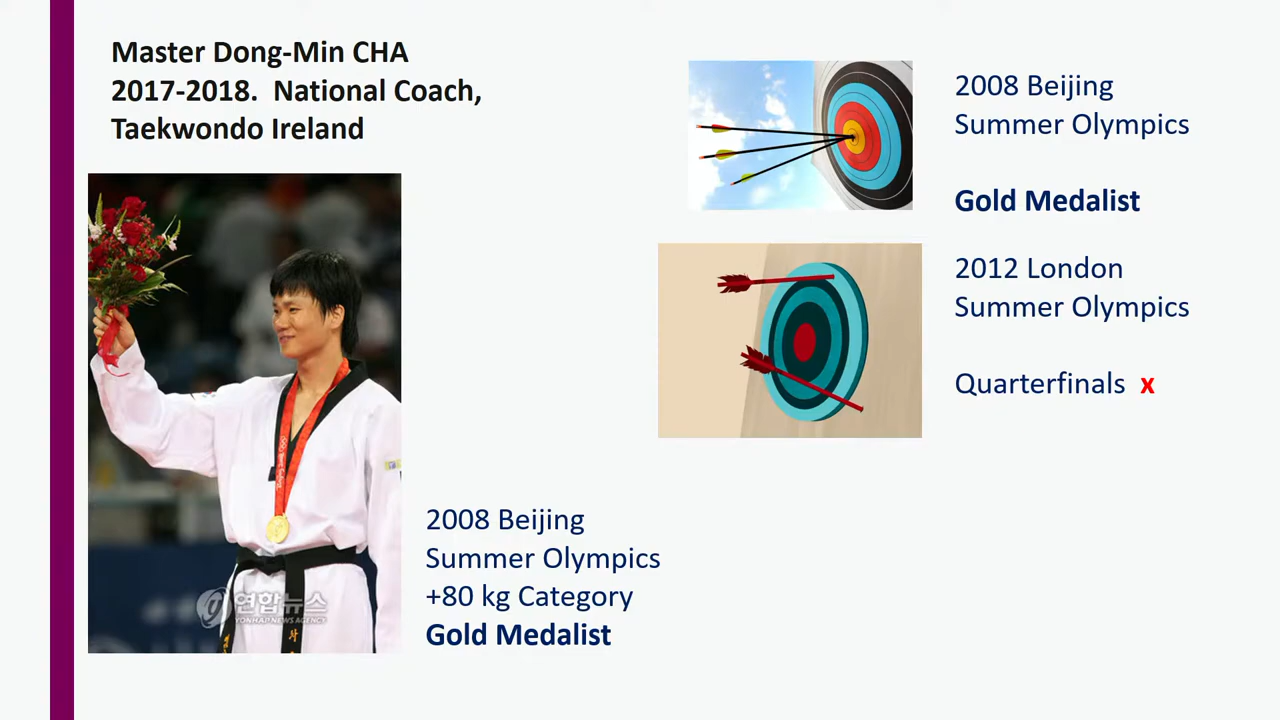 Master Dong-Min CHA
2017-2018.  National Coach,
Taekwondo Ireland
2008 Beijing
Summer Olympics
+80 kg Category
Gold Medalist
2008 Beijing
Summer Olympics
Gold Medalist
2012 London
Summer Olympics
Quarterfinals x
연합뉴스
YONHAP NEWS AGENCY